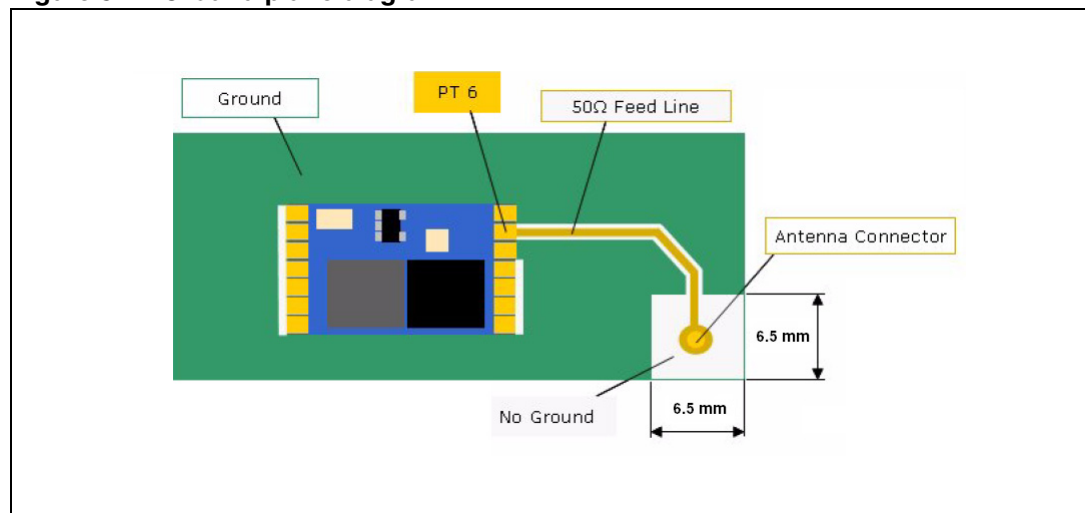 Ground
PT 6
50Ω Feed Line
Antenna Connector
6.5 mm
No Ground
6.5 mm